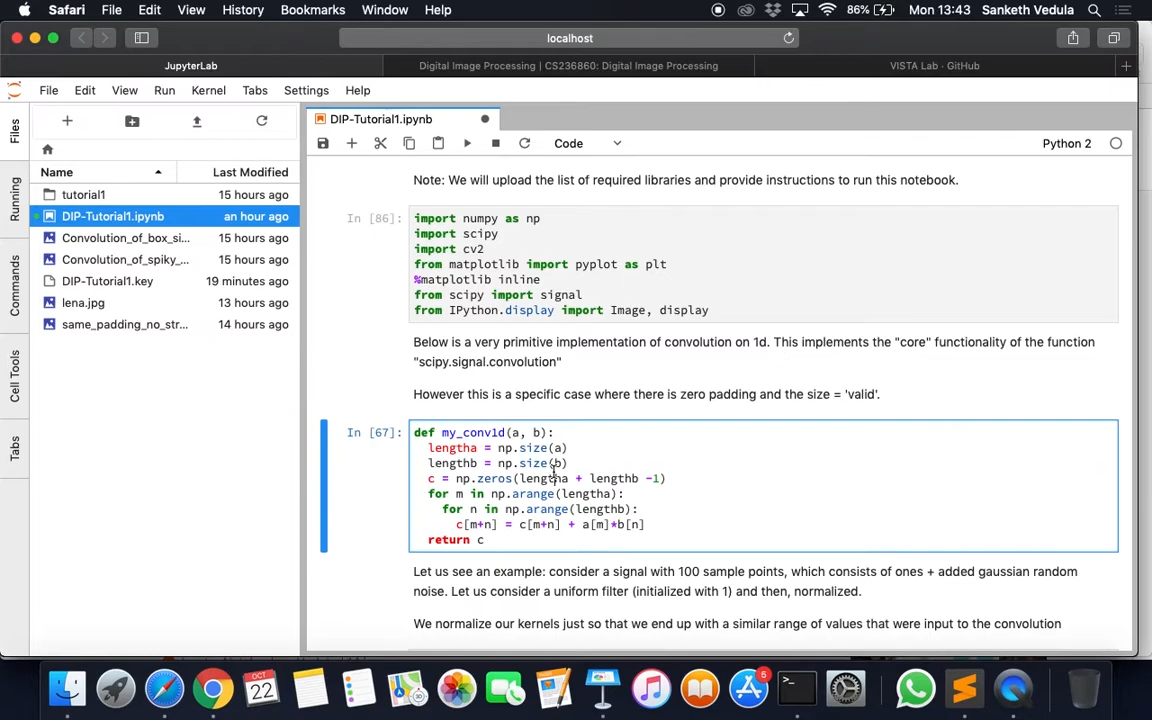 Safari File Edit View History Bookmarks Window Help 86% Mon 13:43 Sanketh Vedula
localhost
JupyterLab Digital Image Processing | CS236860: Digital Image Processing VISTA Lab · GitHub
File Edit View Run Kernel Tabs Settings Help
DIP-Tutorial1.ipynb
Code Python 2
Files
Running
Commands
Cell Tools
Tabs
Name Last Modified
tutorial1 15 hours ago
DIP-Tutorial1.ipynb an hour ago
Convolution_of_box_si... 15 hours ago
Convolution_of_spiky_... 15 hours ago
DIP-Tutorial1.key 19 minutes ago
lena.jpg 13 hours ago
same_padding_no_str... 14 hours ago
Note: We will upload the list of required libraries and provide instructions to run this notebook.
In [86]: import numpy as np
import scipy
import cv2
from matplotlib import pyplot as plt
%matplotlib inline
from scipy import signal
from IPython.display import Image, display
Below is a very primitive implementation of convolution on 1d. This implements the "core" functionality of the function
"scipy.signal.convolution"
However this is a specific case where there is zero padding and the size = 'valid'.
In [67]: def my_conv1d(a, b):
lengtha = np.size(a)
lengthb = np.size(b)
c = np.zeros(lengtha + lengthb -1)
for m in np.arange(lengtha):
for n in np.arange(lengthb):
c[m+n] = c[m+n] + a[m]*b[n]
return c
Let us see an example: consider a signal with 100 sample points, which consists of ones + added gaussian random
noise. Let us consider a uniform filter (initialized with 1) and then, normalized.
We normalize our kernels just so that we end up with a similar range of values that were input to the convolution
OCT
22
6